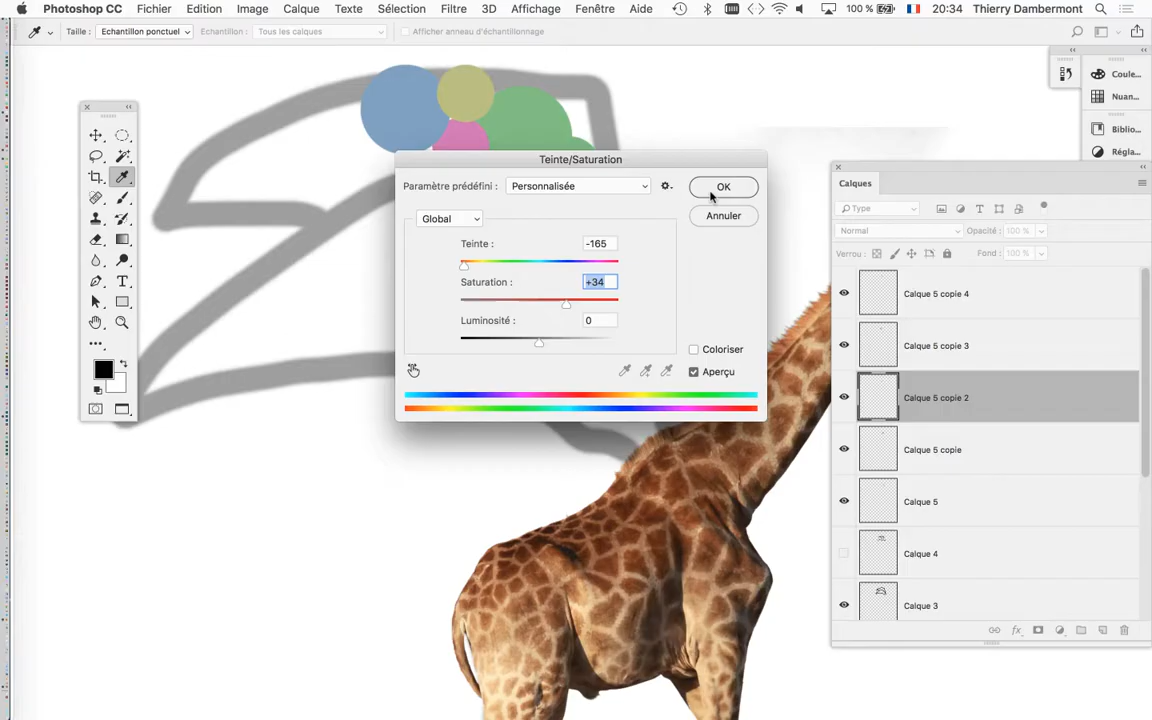 Photoshop CC Fichier Edition Image Calque Texte Sélection Filtre 3D Affichage Fenêtre Aide 100 % 20:34 Thierry Dambermont
Taille : Echantillon ponctuel Echantillon : Tous les calques Afficher anneau d'échantillonnage
Coule...
Nuan...
Biblio...
Régla...
Teinte/Saturation
Paramètre prédéfini : Personnalisée OK
Annuler
Global
Teinte : -165
Saturation : +34
Luminosité : 0
Coloriser
Aperçu
Calques
Type
Normal Opacité : 100 %
Verrou : Fond : 100 %
Calque 5 copie 4
Calque 5 copie 3
Calque 5 copie 2
Calque 5 copie
Calque 5
Calque 4
Calque 3
fx